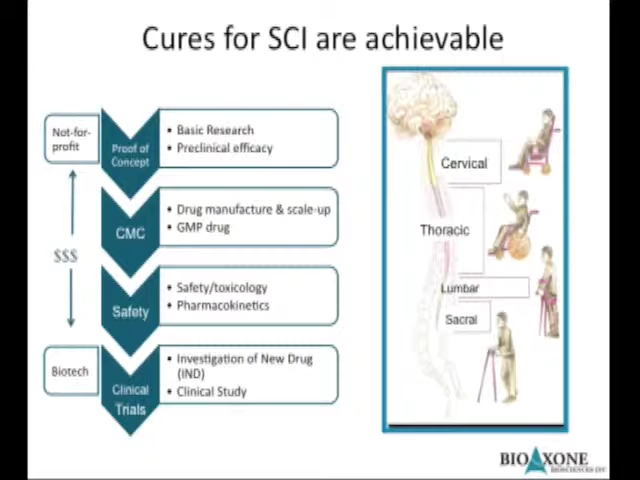 Cures for SCI are achievable
Not-for-
profit
Proof of
Concept
• Basic Research
• Preclinical efficacy
CMC
• Drug manufacture & scale-up
• GMP drug
$$$
Safety
• Safety/toxicology
• Pharmacokinetics
Biotech
Clinical
Trials
• Investigation of New Drug
(IND)
• Clinical Study
Cervical
Thoracic
Lumbar
Sacral
BIOAXONE
BIOSCIENCES INC